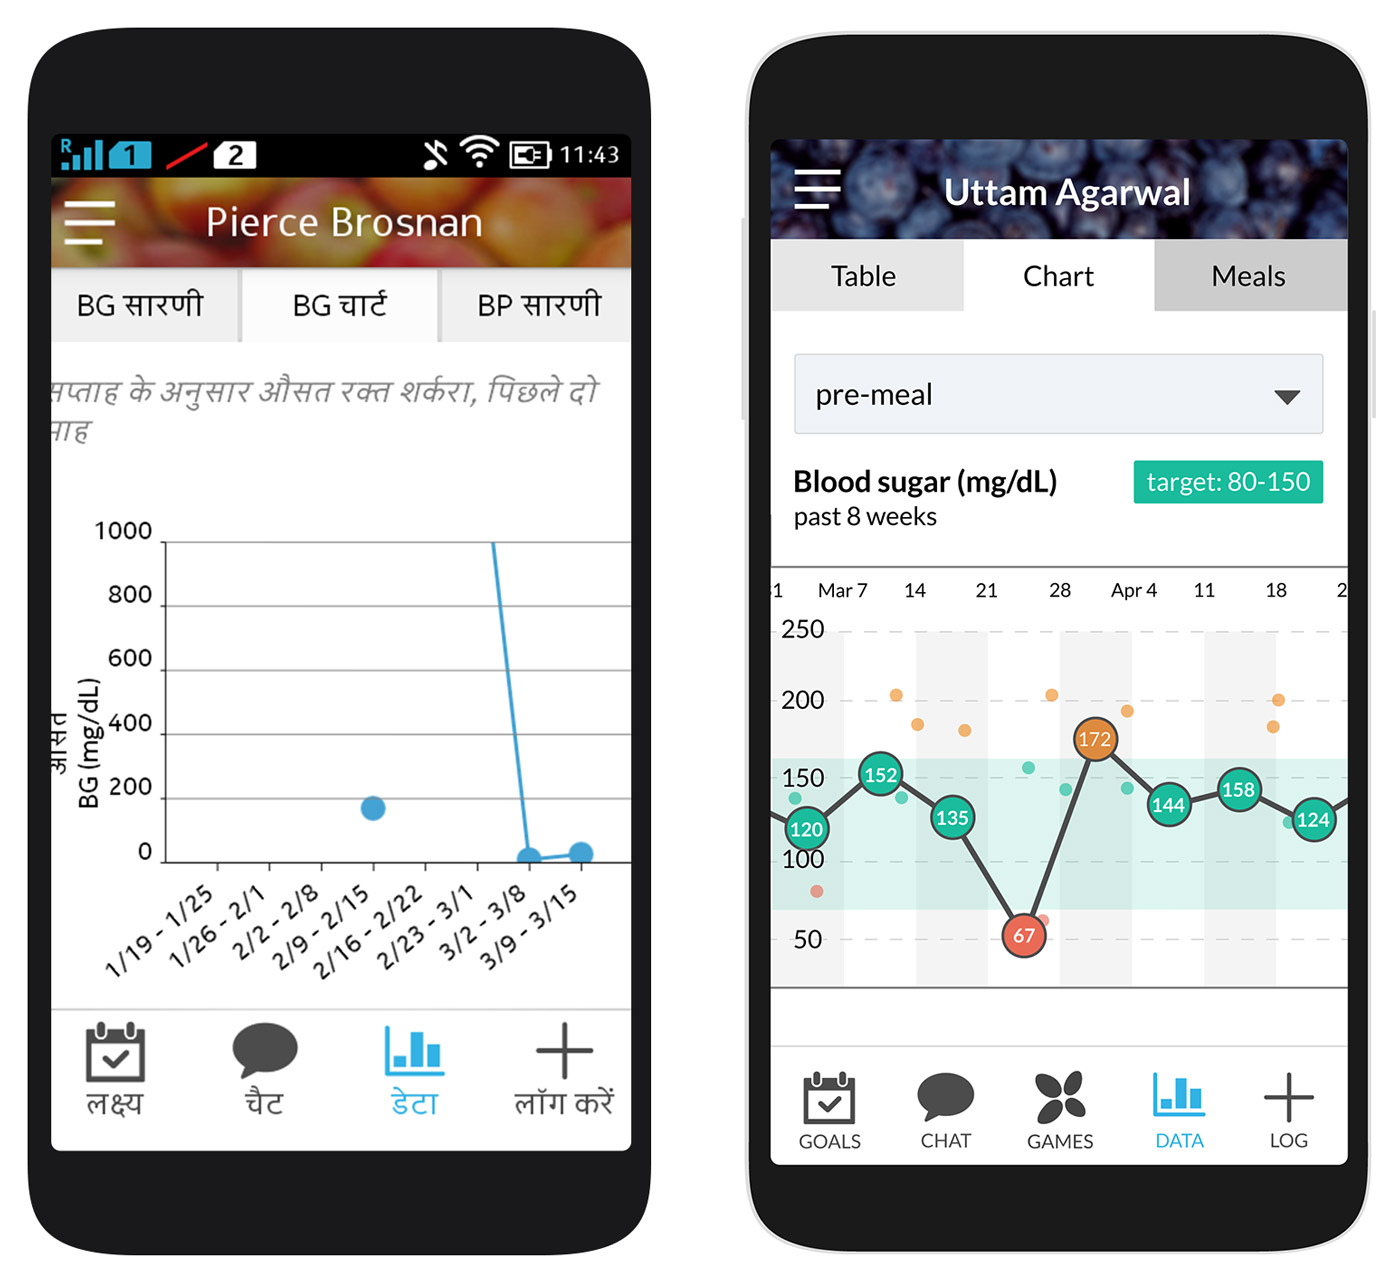 R 1 2 11:43
Pierce Brosnan
BG सारणी BG चार्ट BP सारणी
सप्ताह के अनुसार औसत रक्त शर्करा, पिछले दो
माह
1000
800
600
400
200
0
औसत
BG (mg/dL)
1/19 - 1/25
1/26 - 2/1
2/2 - 2/8
2/9 - 2/15
2/16 - 2/22
2/23 - 3/1
3/2 - 3/8
3/9 - 3/15
लक्ष्य चैट डेटा लॉग करें
Uttam Agarwal
Table Chart Meals
pre-meal
Blood sugar (mg/dL) target: 80-150
past 8 weeks
Mar 7 14 21 28 Apr 4 11 18
250
200
150
100
50
120 152 135 67 172 144 158 124
GOALS CHAT GAMES DATA LOG